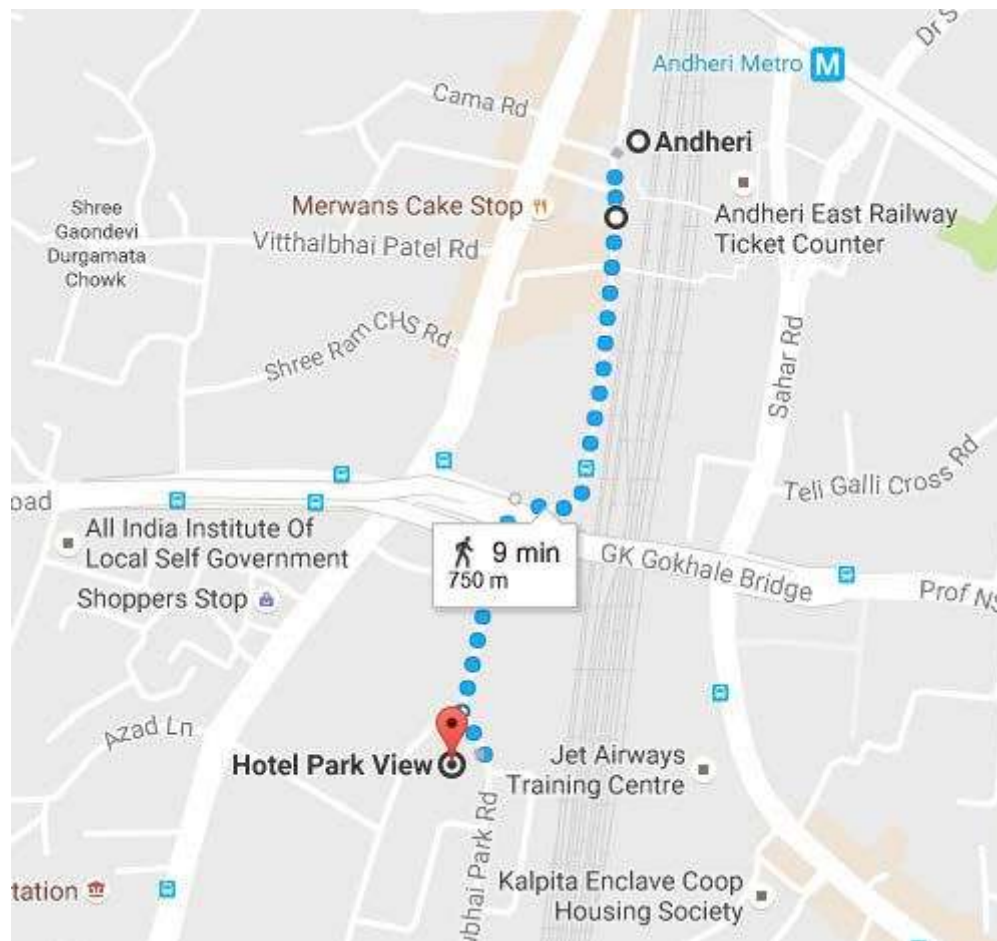 Dr S
Andheri Metro M
Cama Rd
Andheri
Shree
Gaondevi
Durgamata
Chowk
Merwans Cake Stop
Andheri East Railway
Ticket Counter
Vitthalbhai Patel Rd
Shree Ram CHS Rd
Sahar Rd
Teli Galli Cross Rd
oad
All India Institute Of
Local Self Government
9 min
750 m
GK Gokhale Bridge
Prof NS
Shoppers Stop
Azad Ln
Hotel Park View
Jet Airways
Training Centre
bhai Park Rd
tation
Kalpita Enclave Coop
Housing Society